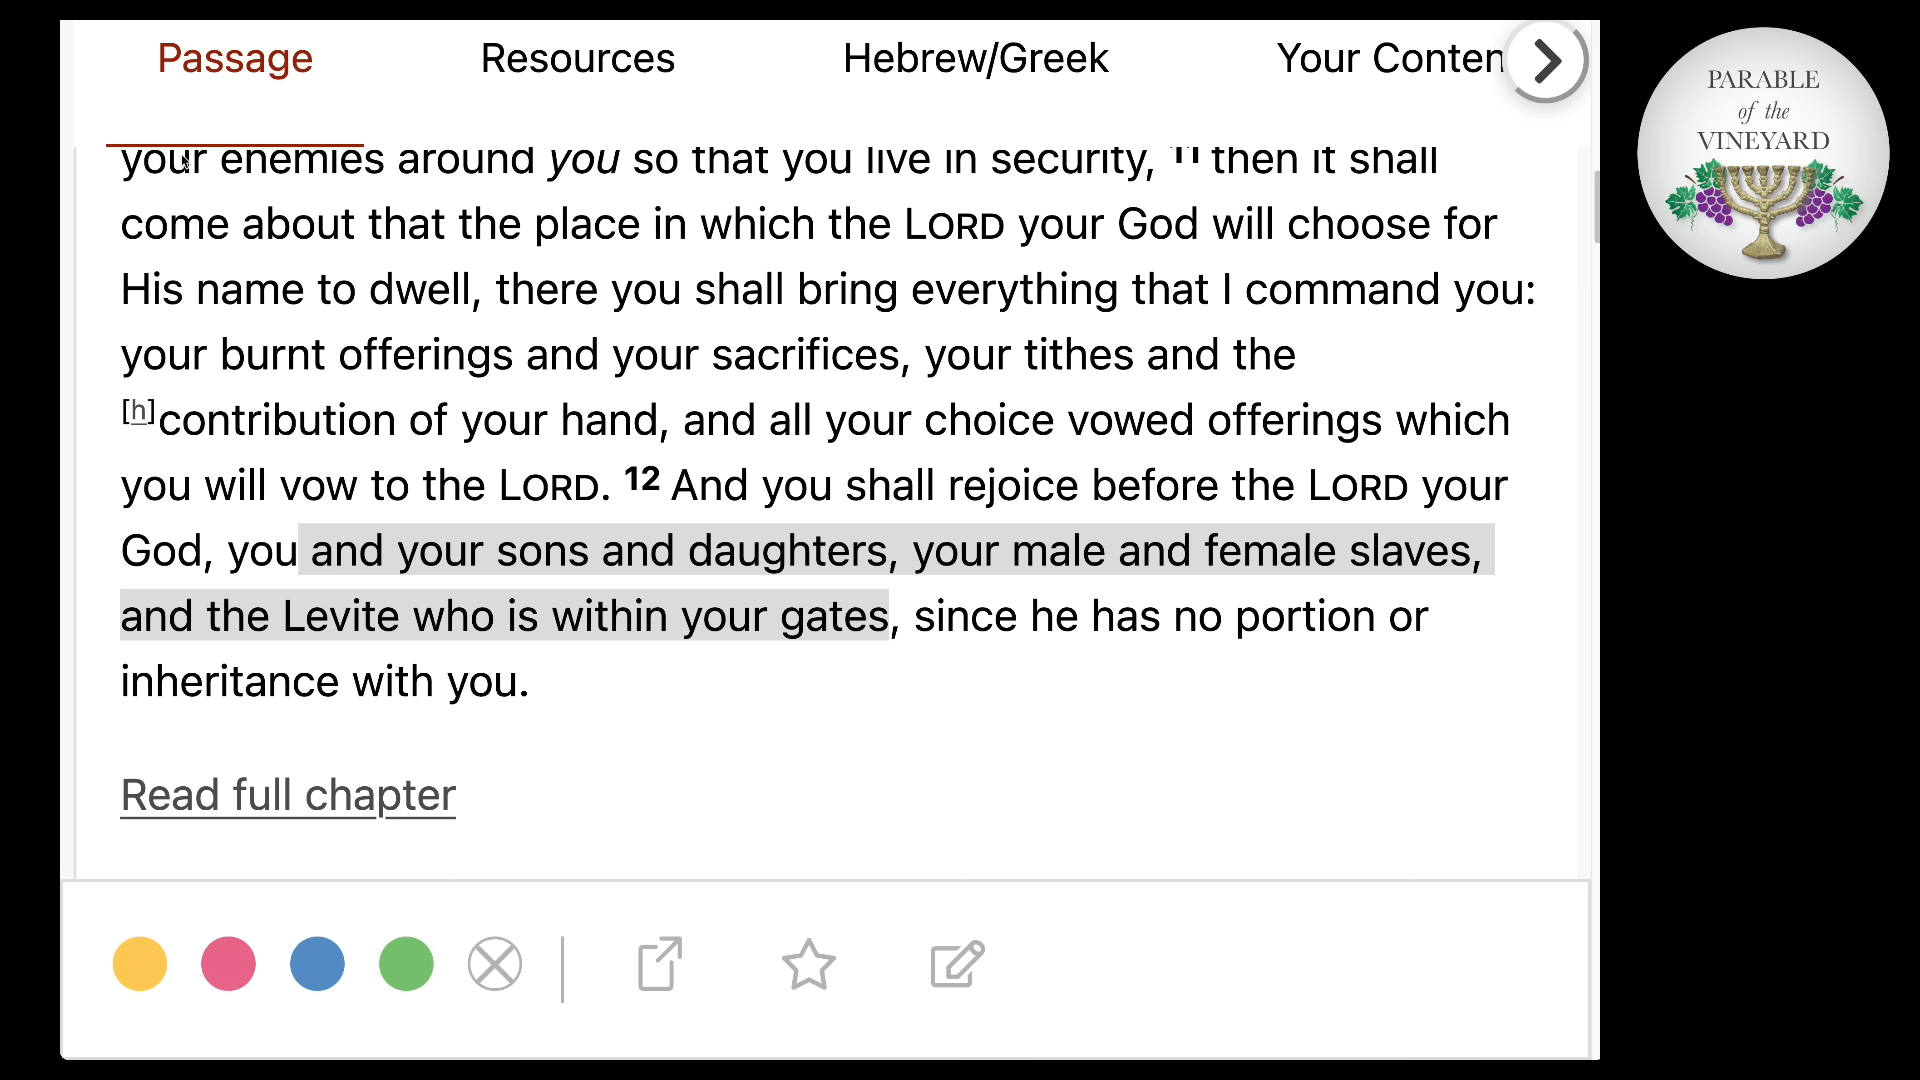 Passage
Resources
Hebrew/Greek
Your Conten
PARABLE
of the
VINEYARD
your enemies around you so that you live in security, 11 then it shall
come about that the place in which the LORD your God will choose for
His name to dwell, there you shall bring everything that I command you:
your burnt offerings and your sacrifices, your tithes and the
[h]contribution of your hand, and all your choice vowed offerings which
you will vow to the LORD. 12 And you shall rejoice before the LORD your
God, you and your sons and daughters, your male and female slaves,
and the Levite who is within your gates, since he has no portion or
inheritance with you.
Read full chapter